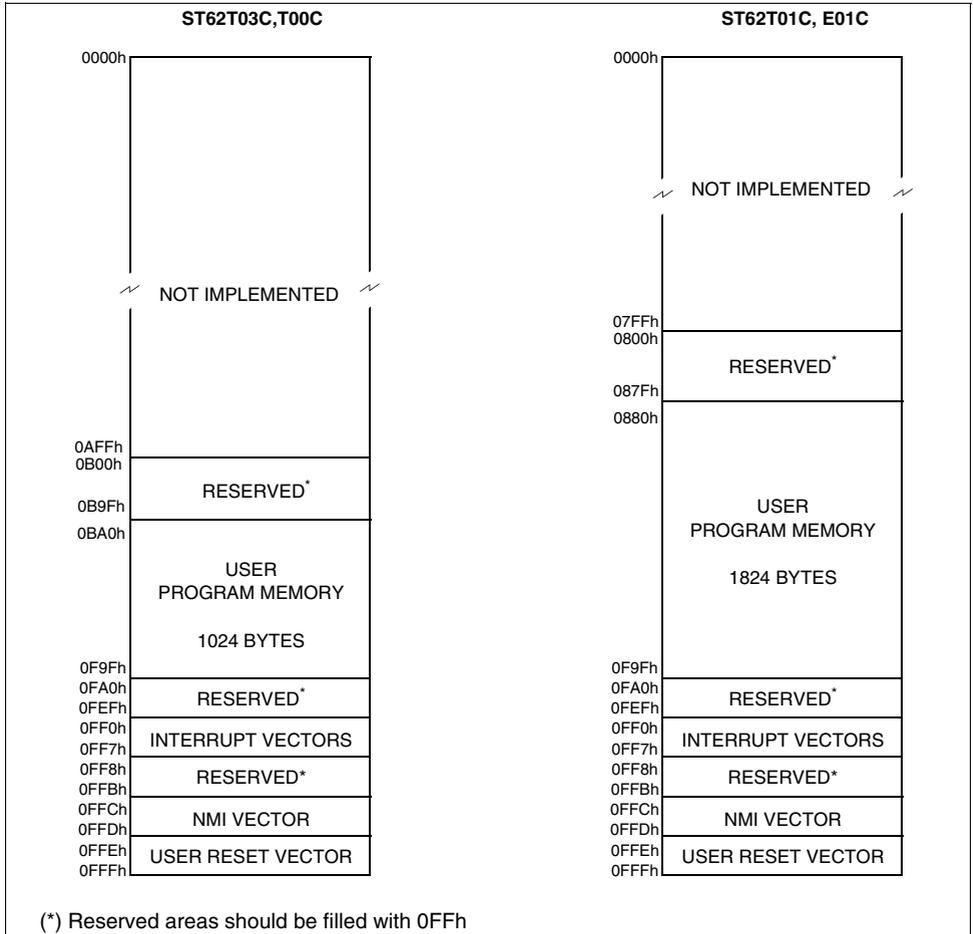 ST62T03C,T00C
0000h
NOT IMPLEMENTED
0AFFh
0B00h
RESERVED*
0B9Fh
0BA0h
USER
PROGRAM MEMORY
1024 BYTES
0F9Fh
0FA0h
RESERVED*
0FEFh
0FF0h
INTERRUPT VECTORS
0FF7h
0FF8h
RESERVED*
0FFBh
0FFCh
NMI VECTOR
0FFDh
0FFEh
USER RESET VECTOR
0FFFh
ST62T01C, E01C
0000h
NOT IMPLEMENTED
07FFh
0800h
RESERVED*
087Fh
0880h
USER
PROGRAM MEMORY
1824 BYTES
0F9Fh
0FA0h
RESERVED*
0FEFh
0FF0h
INTERRUPT VECTORS
0FF7h
0FF8h
RESERVED*
0FFBh
0FFCh
NMI VECTOR
0FFDh
0FFEh
USER RESET VECTOR
0FFFh
(*) Reserved areas should be filled with 0FFh